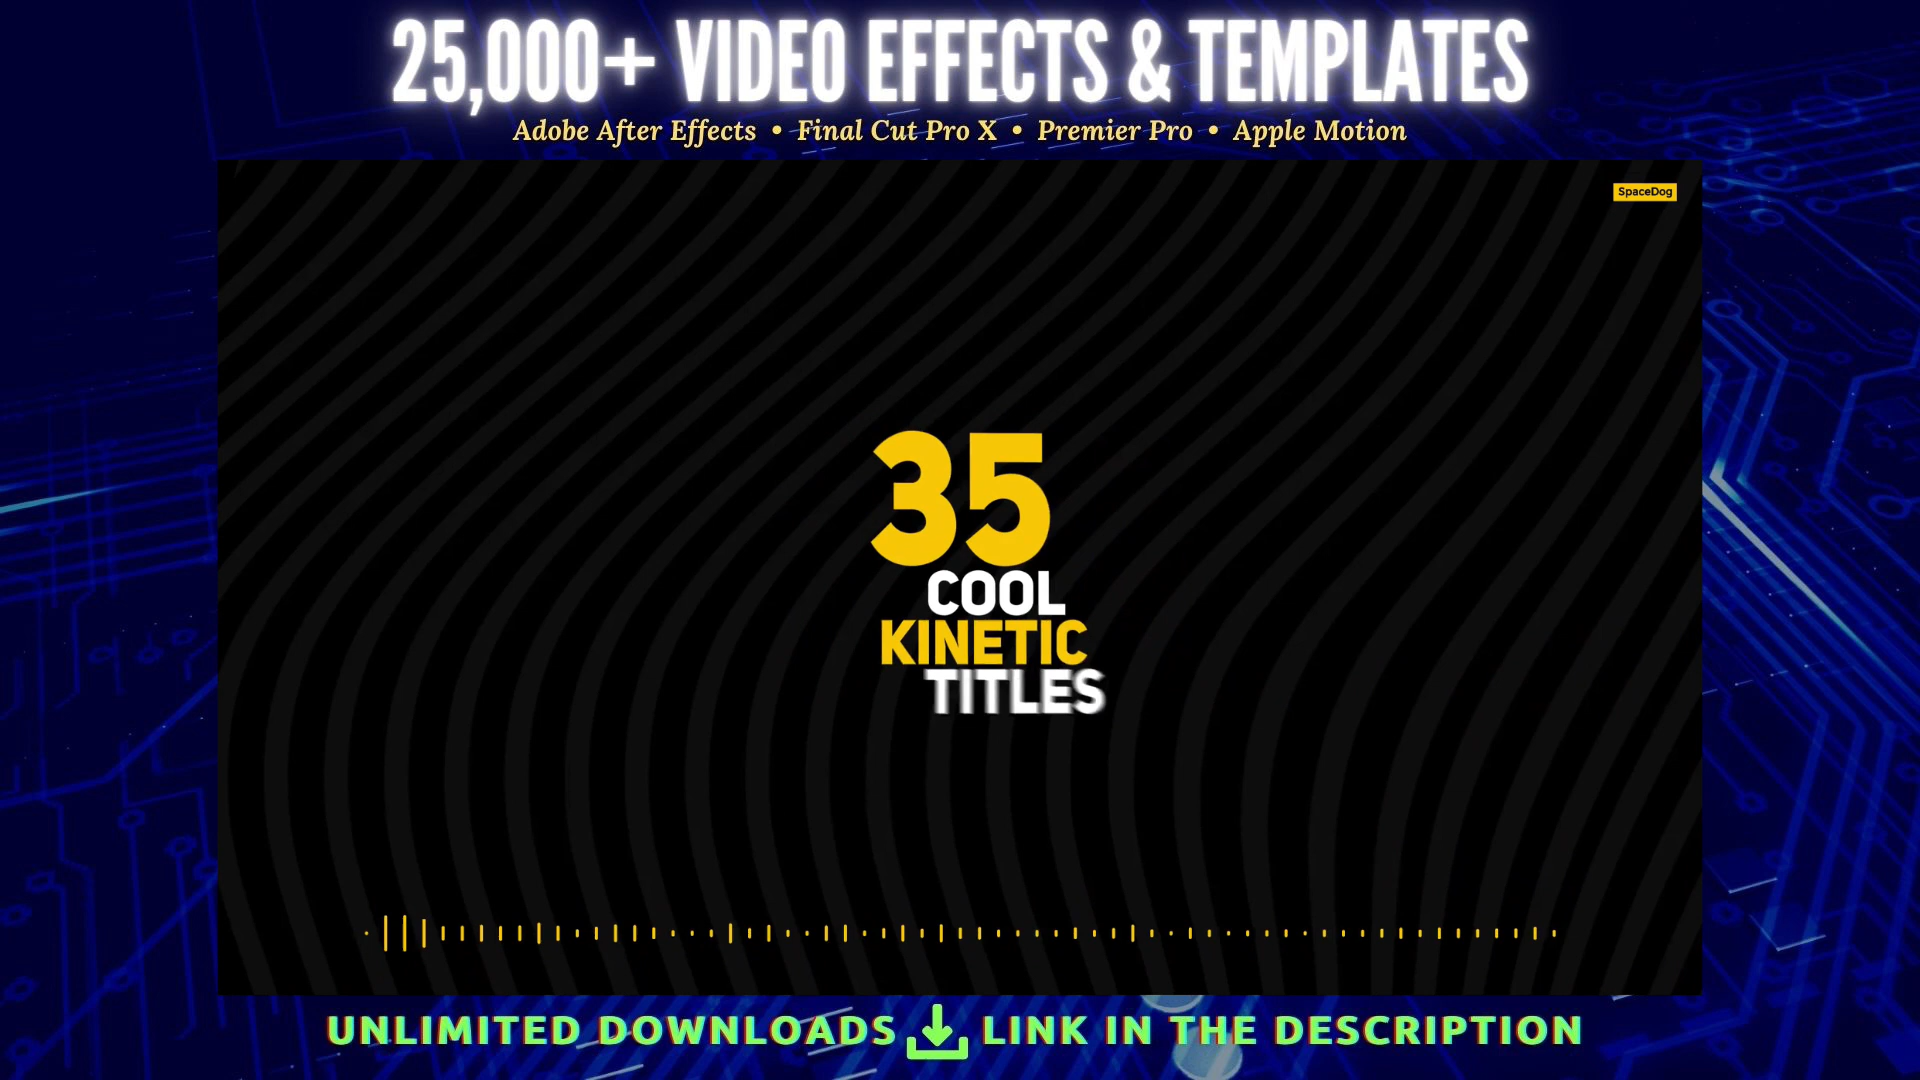 25,000+ VIDEO EFFECTS & TEMPLATES
Adobe After Effects • Final Cut Pro X • Premier Pro • Apple Motion
SpaceDog
35
COOL
KINETIC
TITLES
UNLIMITED DOWNLOADS LINK IN THE DESCRIPTION